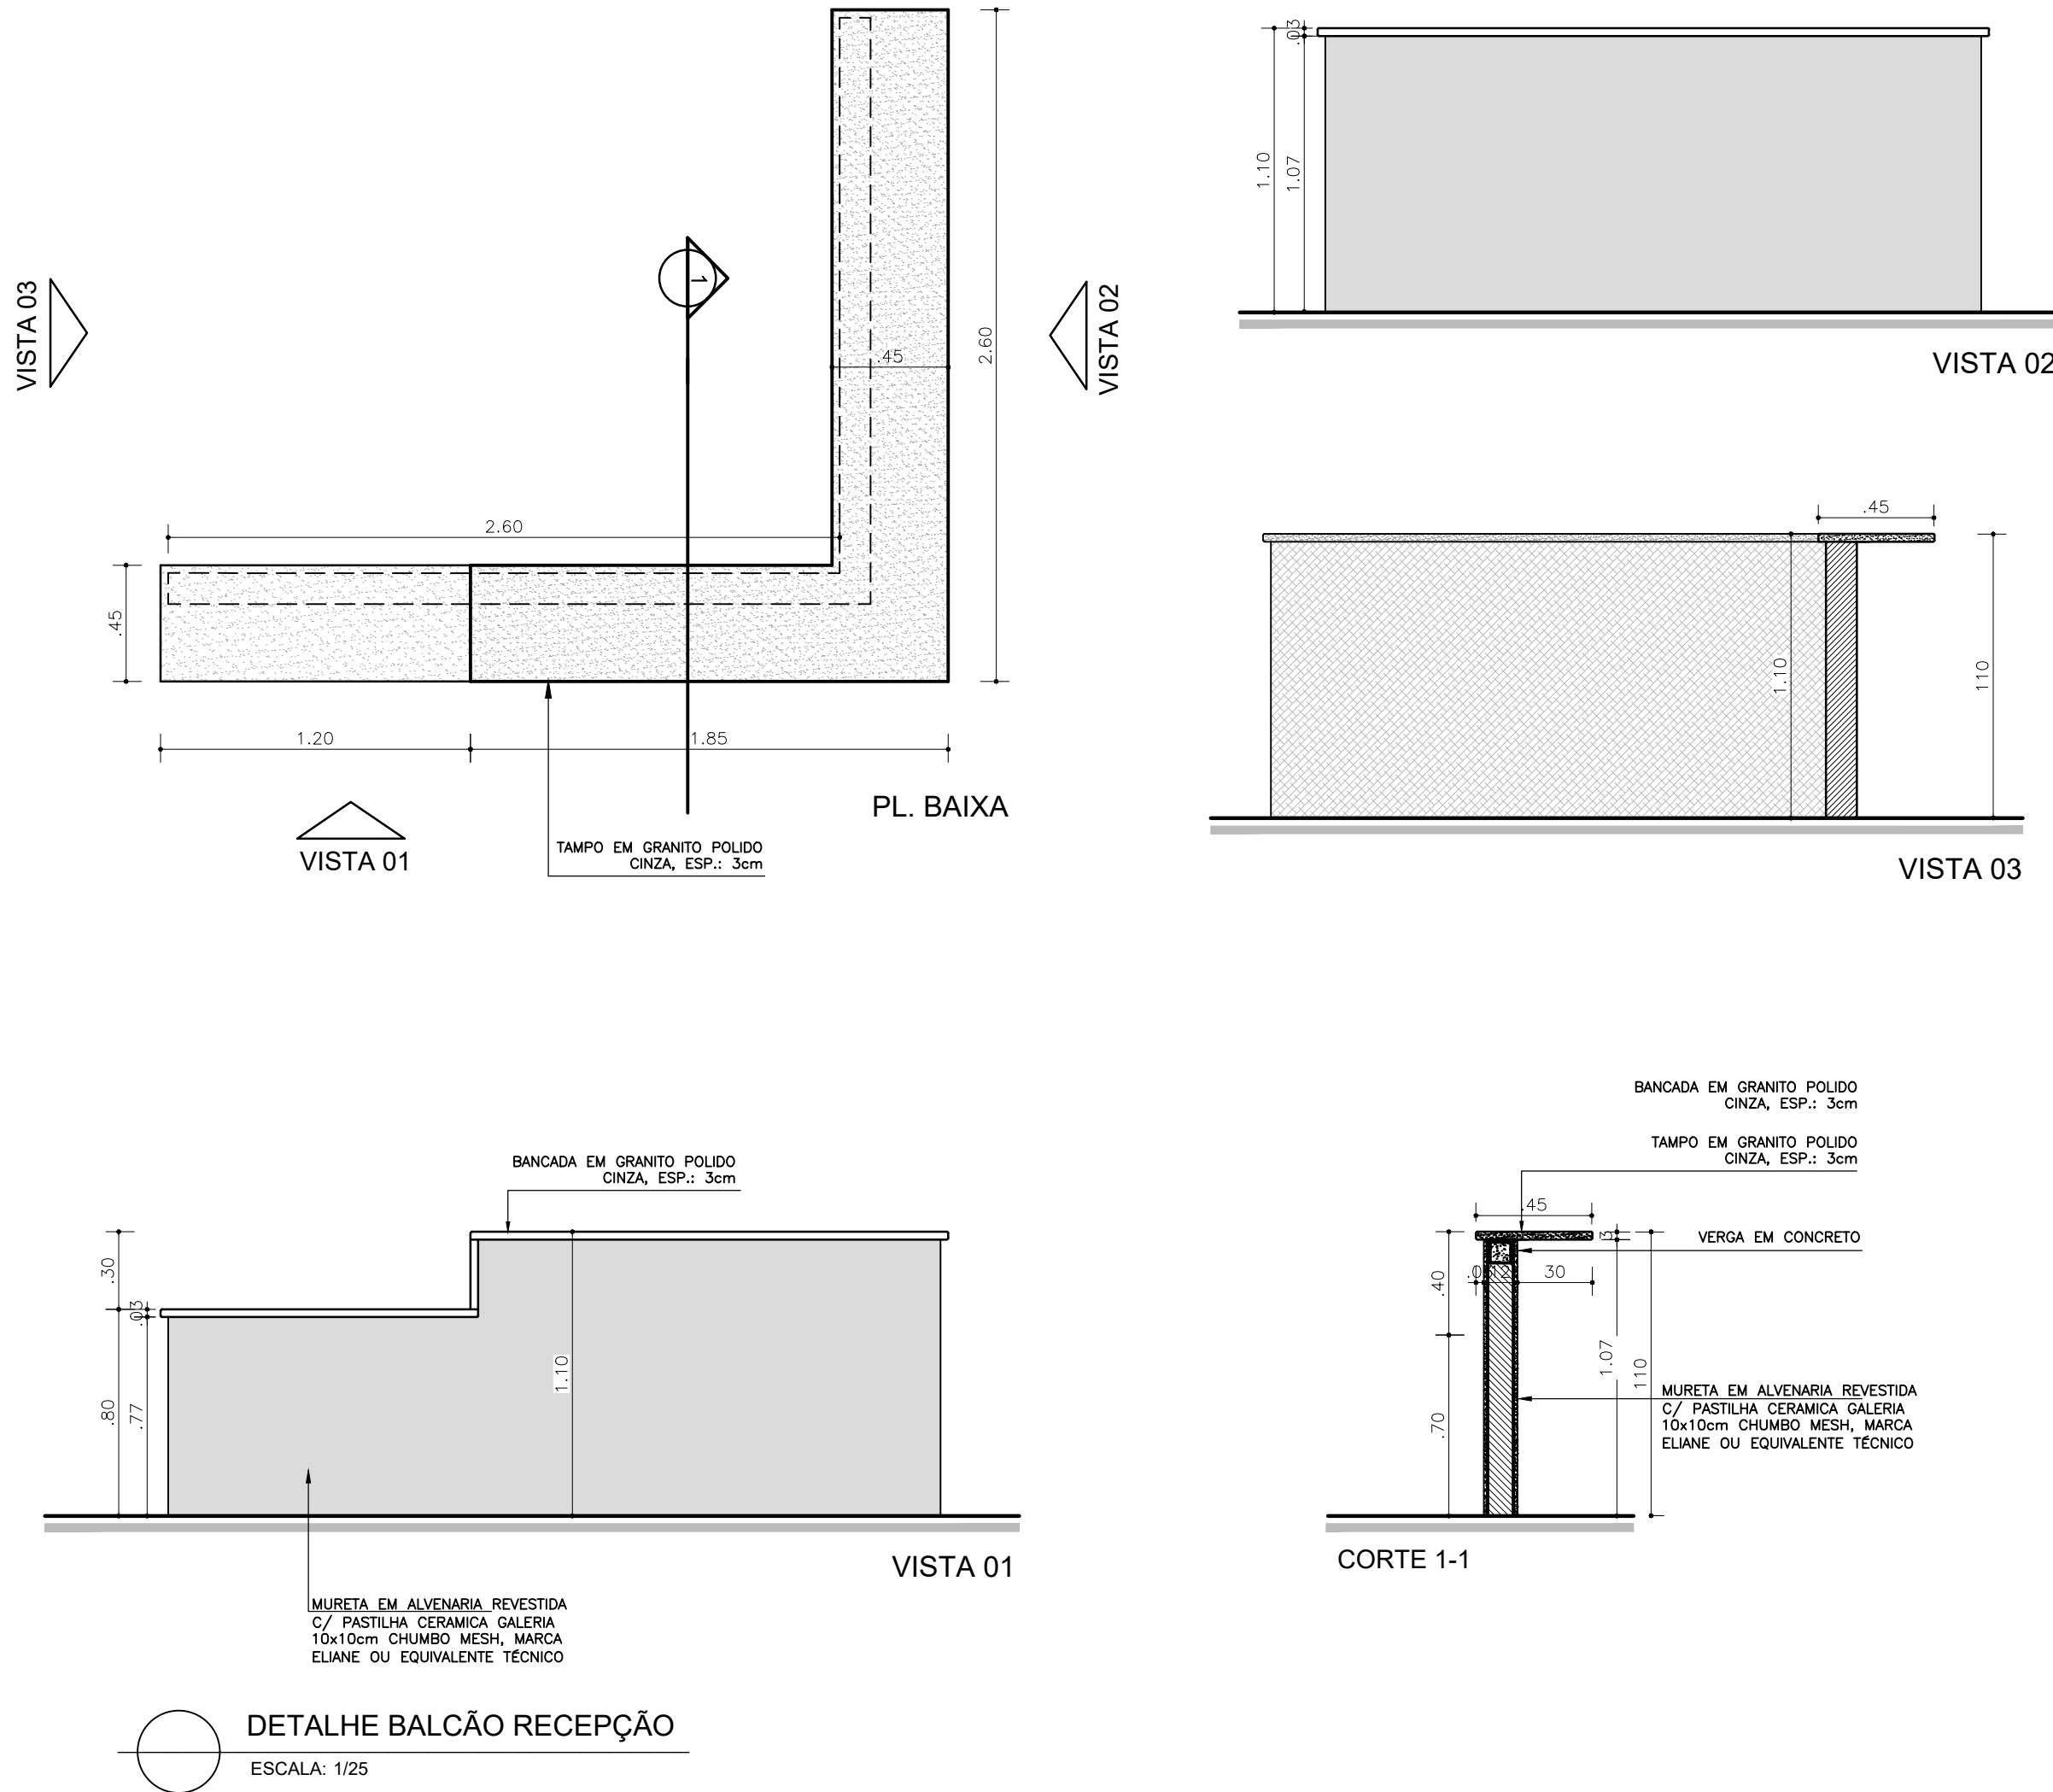 .03
1.10
1.07
VISTA 02
VISTA 03
1
.45
2.60
VISTA 02
2.60
.45
1.20
1.85
PL. BAIXA
VISTA 01
TAMPO EM GRANITO POLIDO
CINZA, ESP.: 3cm
.45
1.10
110
VISTA 03
BANCADA EM GRANITO POLIDO
CINZA, ESP.: 3cm
.30
.03
.80
.77
1.10
VISTA 01
MURETA EM ALVENARIA REVESTIDA
C/ PASTILHA CERAMICA GALERIA
10x10cm CHUMBO MESH, MARCA
ELIANE OU EQUIVALENTE TÉCNICO
BANCADA EM GRANITO POLIDO
CINZA, ESP.: 3cm
TAMPO EM GRANITO POLIDO
CINZA, ESP.: 3cm
.45
3
VERGA EM CONCRETO
.40
30
.70
1.07
110
MURETA EM ALVENARIA REVESTIDA
C/ PASTILHA CERAMICA GALERIA
10x10cm CHUMBO MESH, MARCA
ELIANE OU EQUIVALENTE TÉCNICO
CORTE 1-1
DETALHE BALCÃO RECEPÇÃO
ESCALA: 1/25